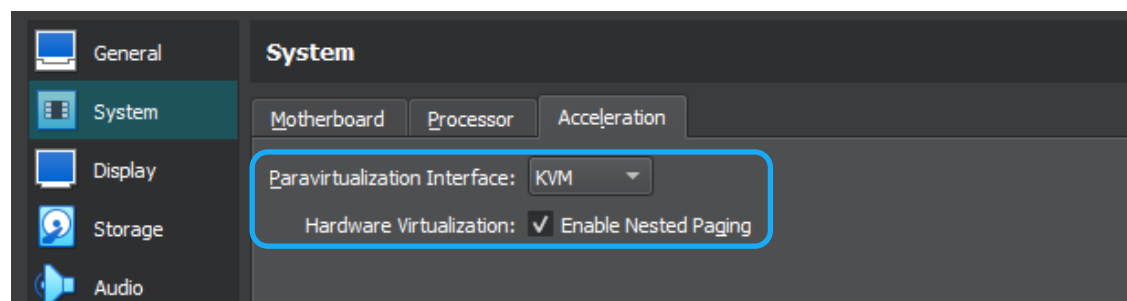 General
System
Display
Storage
Audio
System
Motherboard Processor Acceleration
Paravirtualization Interface: KVM
Hardware Virtualization: Enable Nested Paging